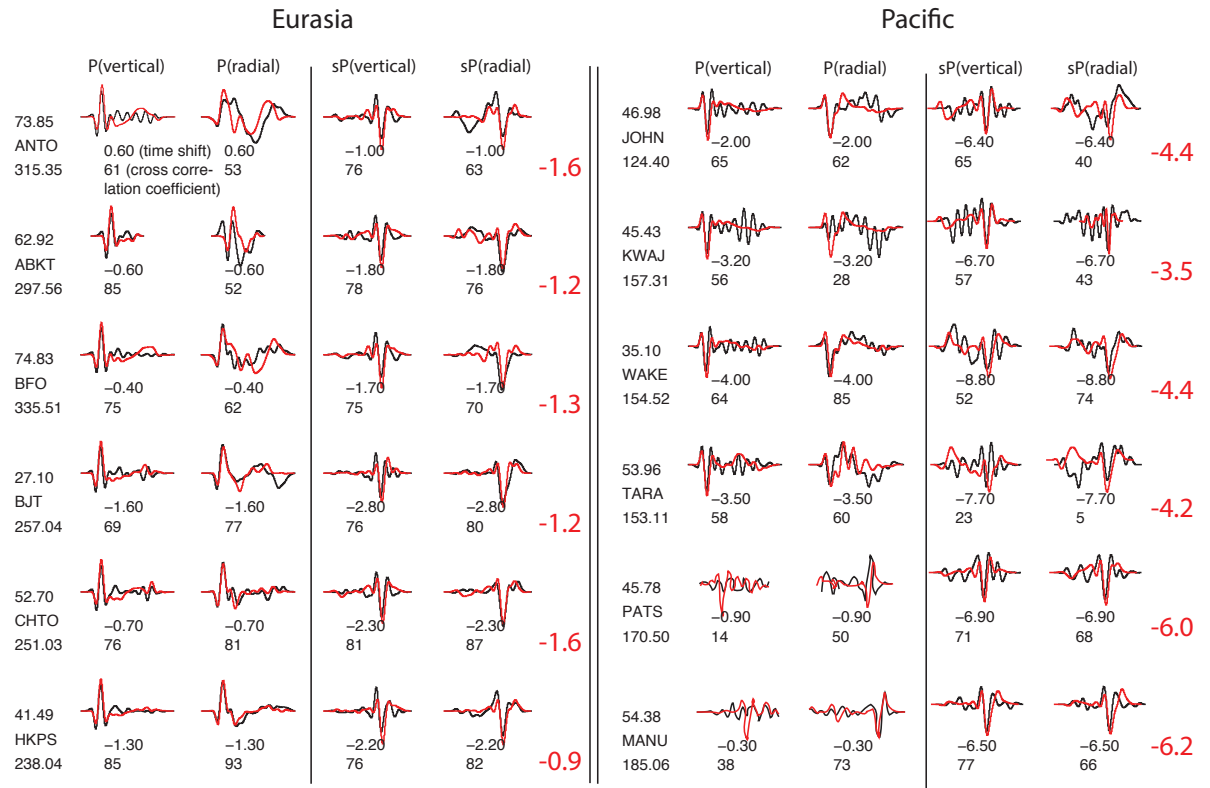 Eurasia
Pacific
P(vertical) P(radial) sP(vertical) sP(radial)
P(vertical) P(radial) sP(vertical) sP(radial)
73.85
ANTO
315.35
0.60 (time shift) 0.60 −1.00 −1.00
61 (cross corre-
lation coefficient)
53 76 63
-1.6
62.92
ABKT
297.56
−0.60 −0.60 −1.80 −1.80
85 52 78 76
-1.2
74.83
BFO
335.51
−0.40 −0.40 −1.70 −1.70
75 62 75 70
-1.3
27.10
BJT
257.04
−1.60 −1.60 −2.80 −2.80
69 77 76 80
-1.2
52.70
CHTO
251.03
−0.70 −0.70 −2.30 −2.30
76 81 81 87
-1.6
41.49
HKPS
238.04
−1.30 −1.30 −2.20 −2.20
85 93 76 82
-0.9
46.98
JOHN
124.40
−2.00 −2.00 −6.40 −6.40
65 62 65 40
-4.4
45.43
KWAJ
157.31
−3.20 −3.20 −6.70 −6.70
56 28 57 43
-3.5
35.10
WAKE
154.52
−4.00 −4.00 −8.80 −8.80
64 85 52 74
-4.4
53.96
TARA
153.11
−3.50 −3.50 −7.70 −7.70
58 60 23 5
-4.2
45.78
PATS
170.50
−0.90 −0.90 −6.90 −6.90
14 50 71 68
-6.0
54.38
MANU
185.06
−0.30 −0.30 −6.50 −6.50
38 73 77 66
-6.2